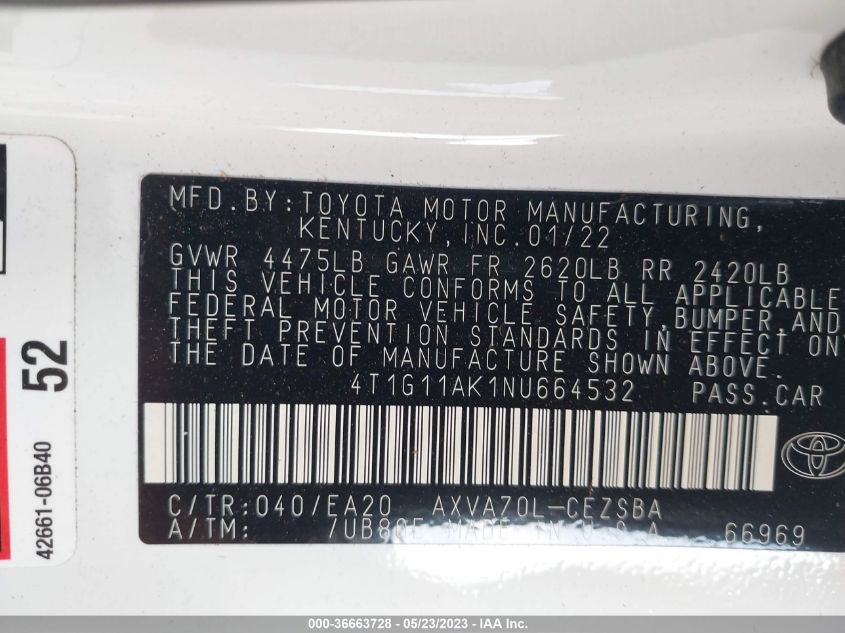 MFD.BY:TOYOTA MOTOR MANUFACTURING,
KENTUCKY,INC.01/22
GVWR 4475LB GAWR FR 2620LB RR 2420LB
THIS VEHICLE CONFORMS TO ALL APPLICABLE
FEDERAL MOTOR VEHICLE SAFETY,BUMPER,AND
THEFT PREVENTION STANDARDS IN EFFECT ON
THE DATE OF MANUFACTURE SHOWN ABOVE.
4T1G11AK1NU664532 PASS.CAR
C/TR:040/EA20 AXVA70L-CEZSBA
A/TM: /UB80E MADE IN U.S.A 66969
52
42661-06B40
000-36663728 - 05/23/2023 - IAA Inc.